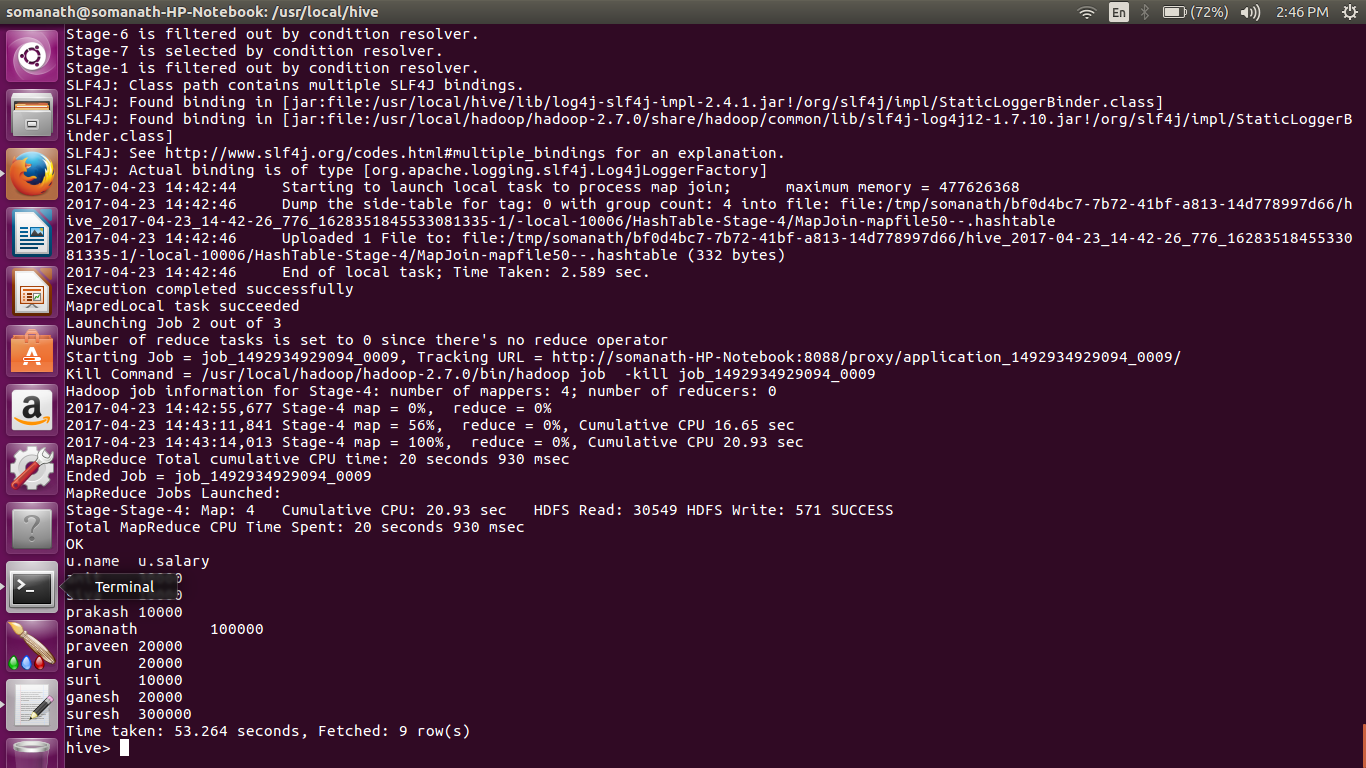 somanath@somanath-HP-Notebook: /usr/local/hive
En
(72%)
2:46 PM
Stage-6 is filtered out by condition resolver.
Stage-7 is selected by condition resolver.
Stage-1 is filtered out by condition resolver.
SLF4J: Class path contains multiple SLF4J bindings.
SLF4J: Found binding in [jar:file:/usr/local/hive/lib/log4j-slf4j-impl-2.4.1.jar!/org/slf4j/impl/StaticLoggerBinder.class]
SLF4J: Found binding in [jar:file:/usr/local/hadoop/hadoop-2.7.0/share/hadoop/common/lib/slf4j-log4j12-1.7.10.jar!/org/slf4j/impl/StaticLoggerB
inder.class]
SLF4J: See http://www.slf4j.org/codes.html#multiple_bindings for an explanation.
SLF4J: Actual binding is of type [org.apache.logging.slf4j.Log4jLoggerFactory]
2017-04-23 14:42:44     Starting to launch local task to process map join;      maximum memory = 477626368
2017-04-23 14:42:46     Dump the side-table for tag: 0 with group count: 4 into file: file:/tmp/somanath/bf0d4bc7-7b72-41bf-a813-14d778997d66/h
ive_2017-04-23_14-42-26_776_1628351845533081335-1/-local-10006/HashTable-Stage-4/MapJoin-mapfile50--.hashtable
2017-04-23 14:42:46     Uploaded 1 File to: file:/tmp/somanath/bf0d4bc7-7b72-41bf-a813-14d778997d66/hive_2017-04-23_14-42-26_776_16283518455330
81335-1/-local-10006/HashTable-Stage-4/MapJoin-mapfile50--.hashtable (332 bytes)
2017-04-23 14:42:46     End of local task; Time Taken: 2.589 sec.
Execution completed successfully
MapredLocal task succeeded
Launching Job 2 out of 3
Number of reduce tasks is set to 0 since there's no reduce operator
Starting Job = job_1492934929094_0009, Tracking URL = http://somanath-HP-Notebook:8088/proxy/application_1492934929094_0009/
Kill Command = /usr/local/hadoop/hadoop-2.7.0/bin/hadoop job  -kill job_1492934929094_0009
Hadoop job information for Stage-4: number of mappers: 4; number of reducers: 0
2017-04-23 14:42:55,677 Stage-4 map = 0%,  reduce = 0%
2017-04-23 14:43:11,841 Stage-4 map = 56%,  reduce = 0%, Cumulative CPU 16.65 sec
2017-04-23 14:43:14,013 Stage-4 map = 100%,  reduce = 0%, Cumulative CPU 20.93 sec
MapReduce Total cumulative CPU time: 20 seconds 930 msec
Ended Job = job_1492934929094_0009
MapReduce Jobs Launched:
Stage-Stage-4: Map: 4   Cumulative CPU: 20.93 sec   HDFS Read: 30549 HDFS Write: 571 SUCCESS
Total MapReduce CPU Time Spent: 20 seconds 930 msec
OK
u.name  u.salary
Terminal
prakash 10000
somanath        100000
praveen 20000
arun    20000
suri    10000
ganesh  20000
suresh  300000
Time taken: 53.264 seconds, Fetched: 9 row(s)
hive>